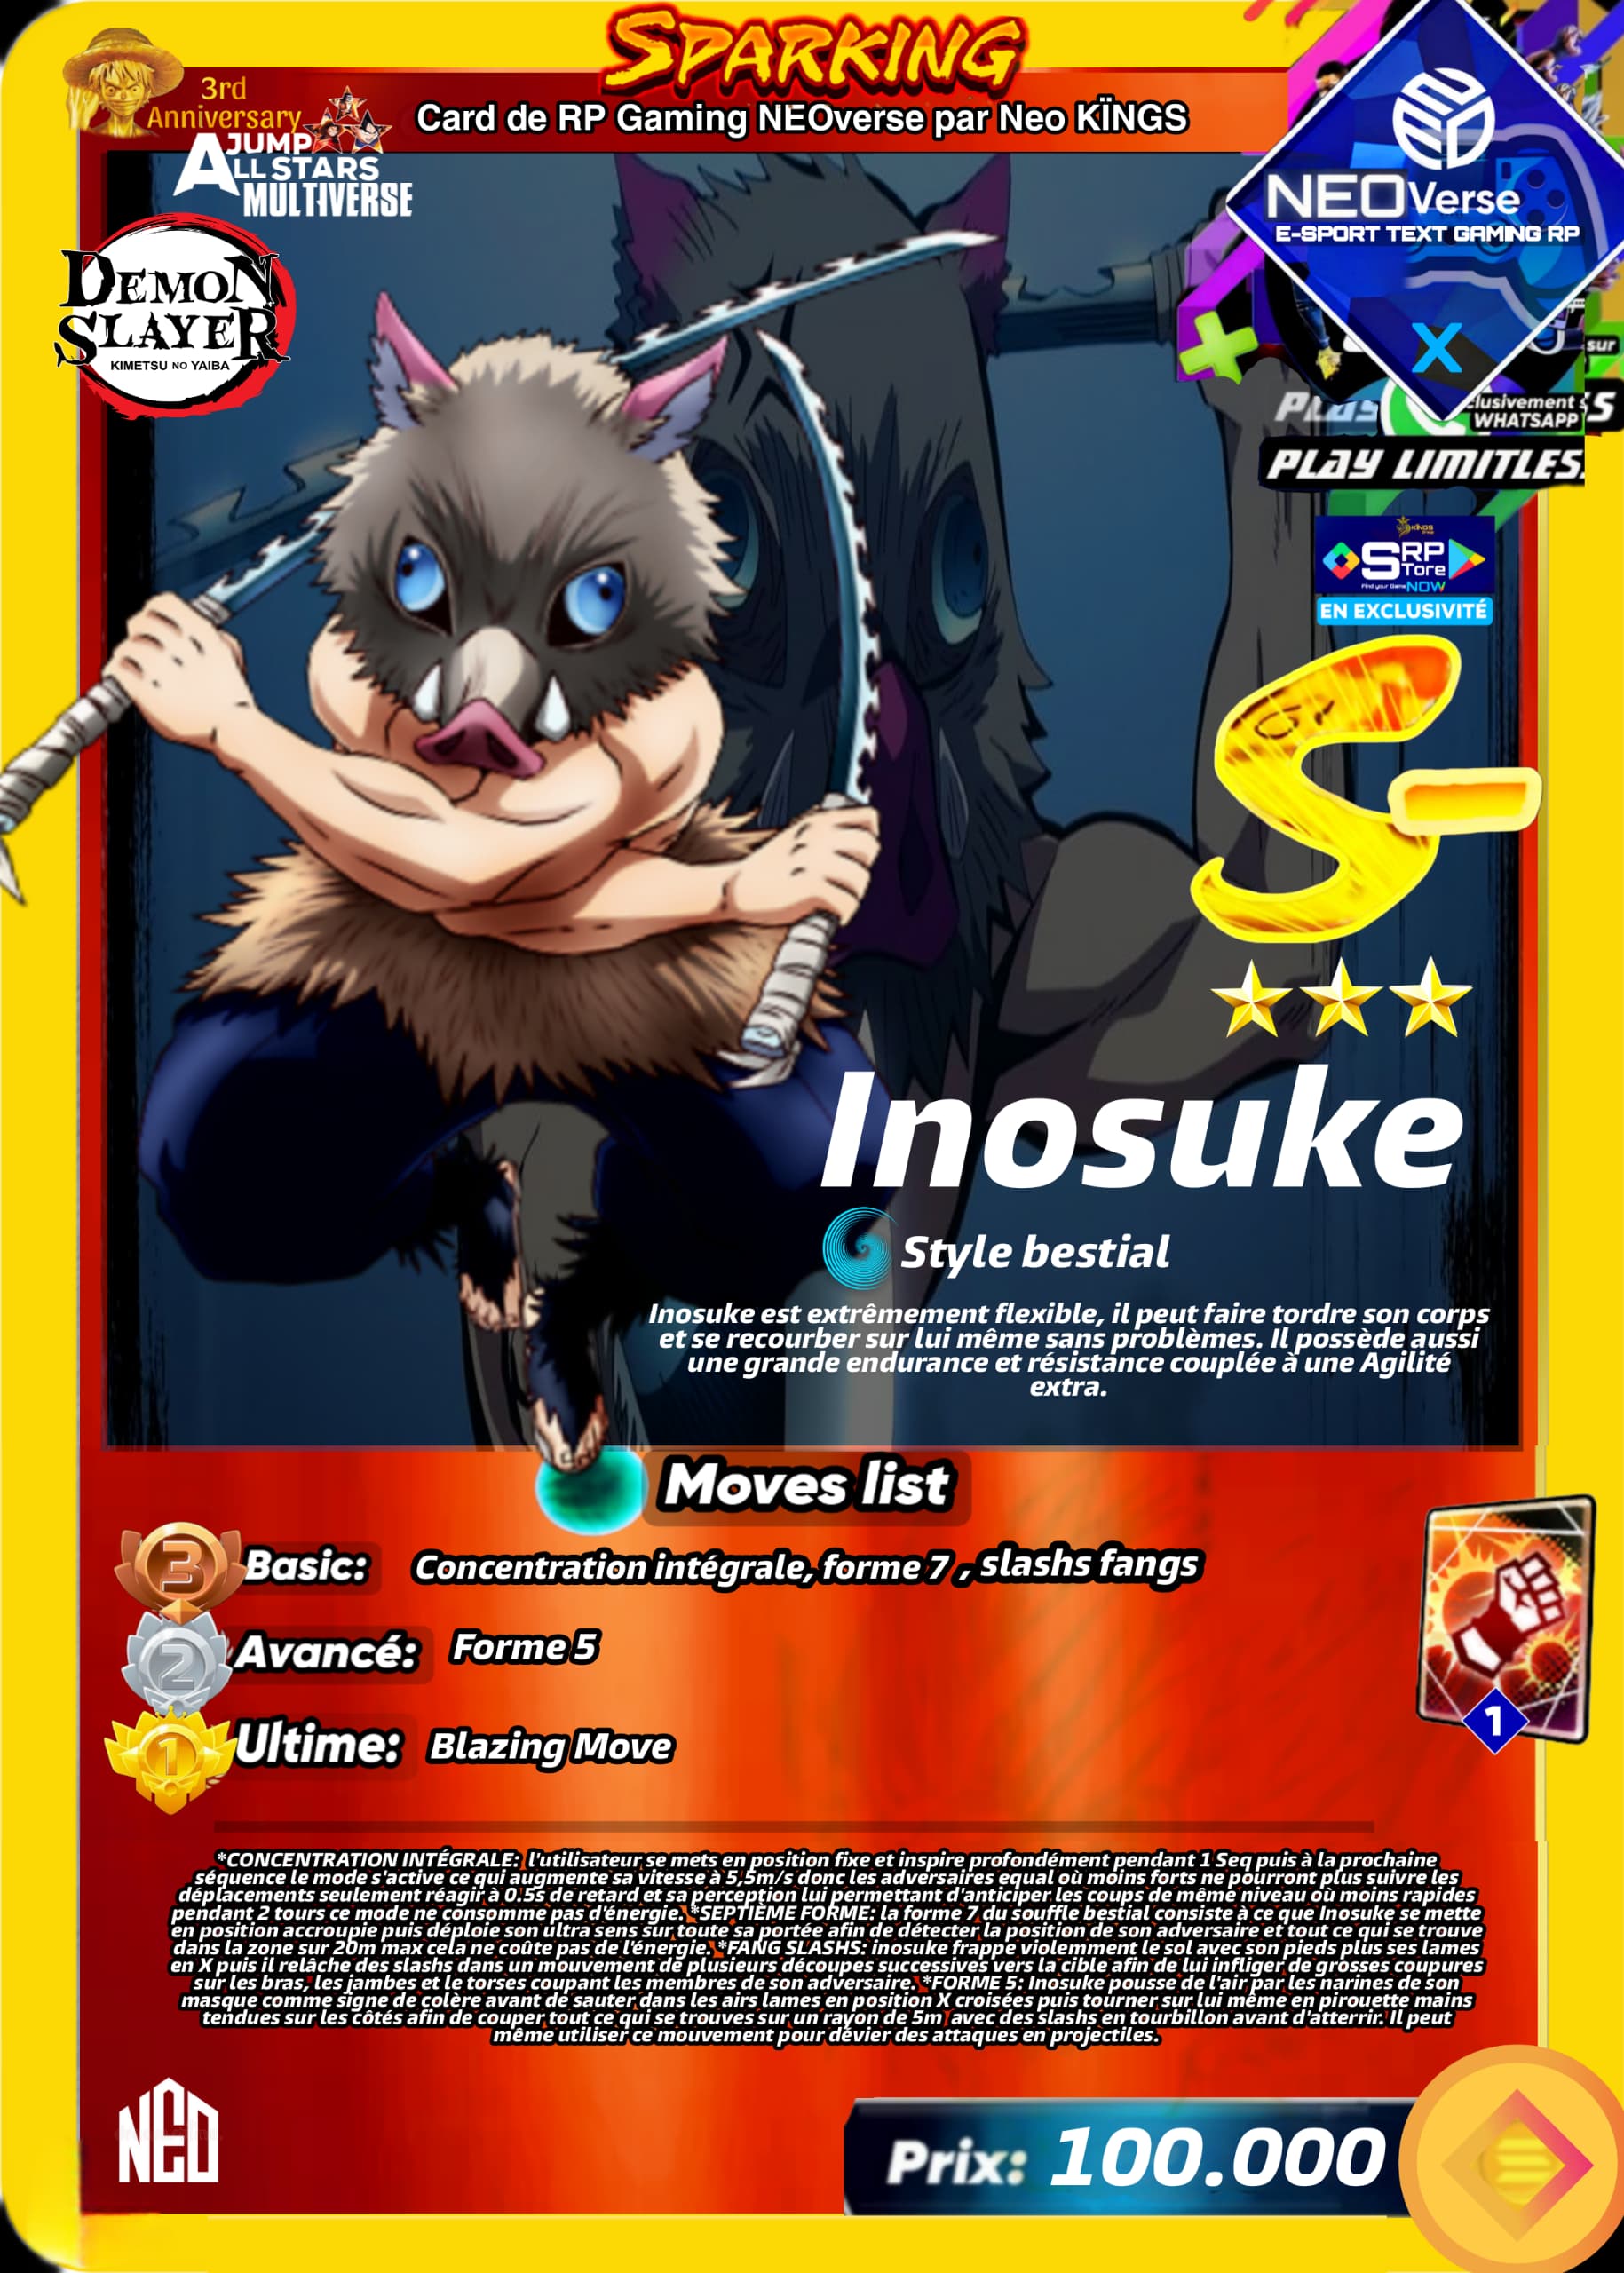 SPARKING
3rd
Anniversary
Card de RP Gaming NEOverse par Neo KÏNGS
JUMP
ALL STARS
MULTIVERSE
NEOVerse
E-SPORT TEXT GAMING RP
X
DEMON
SLAYER
KIMETSU NO YAIBA
sur
PLAY
clusivement
WHATSAPP
S
PLAY LIMITLES
KÏNGS
SRP
Tore
Find your Game NOW
EN EXCLUSIVITÉ
S-
Inosuke
Style bestial
Inosuke est extrêmement flexible, il peut faire tordre son corps
et se recourber sur lui même sans problèmes. Il possède aussi
une grande endurance et résistance couplée à une Agilité
extra.
Moves list
3 Basic: Concentration intégrale, forme 7 , slashs fangs
2 Avancé: Forme 5
1 Ultime: Blazing Move
1
*CONCENTRATION INTÉGRALE: l'utilisateur se mets en position fixe et inspire profondément pendant 1 Seq puis à la prochaine
séquence le mode s'active ce qui augmente sa vitesse à 5,5m/s donc les adversaires equal où moins forts ne pourront plus suivre les
déplacements seulement réagir à 0.5s de retard et sa perception lui permettant d'anticiper les coups de même niveau où moins rapides
pendant 2 tours ce mode ne consomme pas d'énergie. *SEPTIÈME FORME: la forme 7 du souffle bestial consiste à ce que Inosuke se mette
en position accroupie puis déploie son ultra sens sur toute sa portée afin de détecter la position de son adversaire et tout ce qui se trouve
dans la zone sur 20m max cela ne coûte pas de l'énergie. *FANG SLASHS: inosuke frappe violemment le sol avec son pieds plus ses lames
en X puis il relâche des slashs dans un mouvement de plusieurs découpes successives vers la cible afin de lui infliger de grosses coupures
sur les bras, les jambes et le torses coupant les membres de son adversaire. *FORME 5: Inosuke pousse de l'air par les narines de son
masque comme signe de colère avant de sauter dans les airs lames en position X croisées puis tourner sur lui même en pirouette mains
tendues sur les côtés afin de couper tout ce qui se trouves sur un rayon de 5m avec des slashs en tourbillon avant d'atterrir. Il peut
même utiliser ce mouvement pour dévier des attaques en projectiles.
NEO
Prix: 100.000